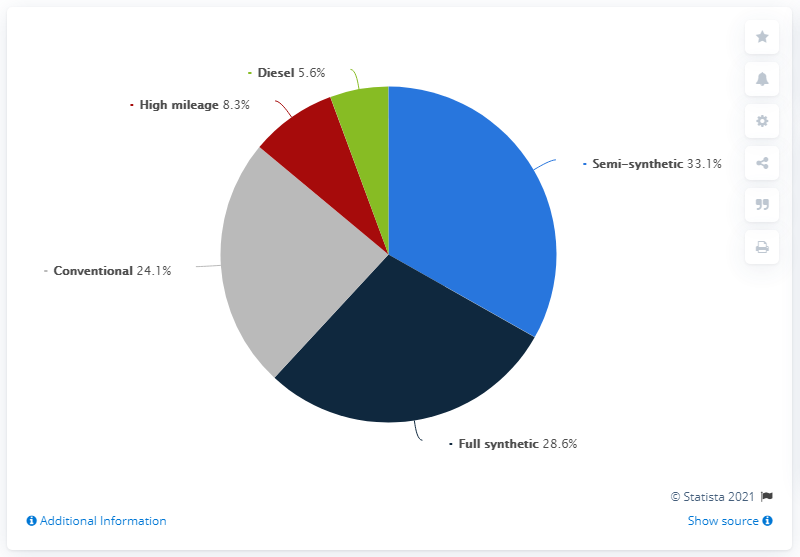 Diesel 5.6%
High mileage 8.3%
Semi-synthetic 33.1%
Conventional 24.1%
Full synthetic 28.6%
© Statista 2021
Additional Information
Show source